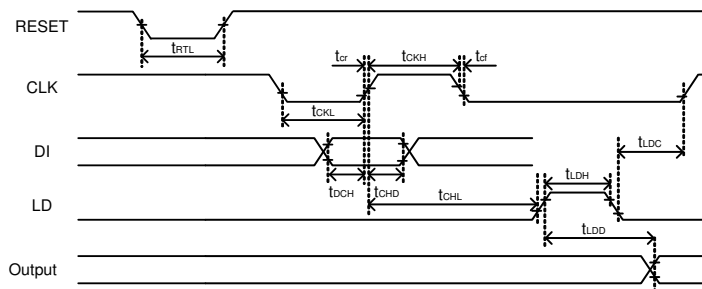 RESET
tRTL
tcr
tCKH
tcf
CLK
tCKL
DI
tLDC
tDCH
tCHD
tLDH
tCHL
LD
tLDD
Output